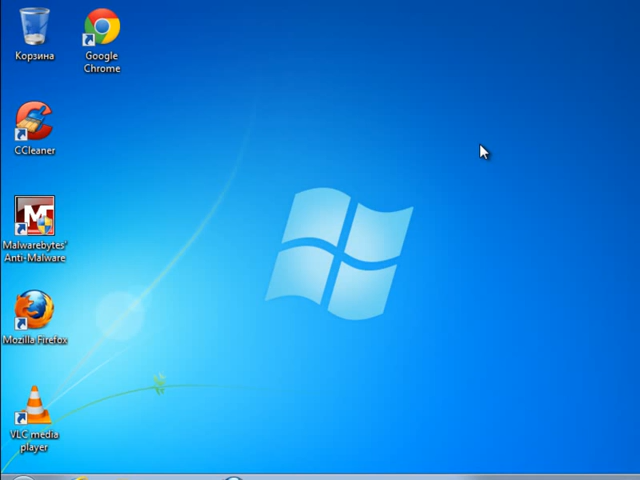 Корзина
Google
Chrome
CCleaner
Malwarebytes'
Anti-Malware
Mozilla Firefox
VLC media
player